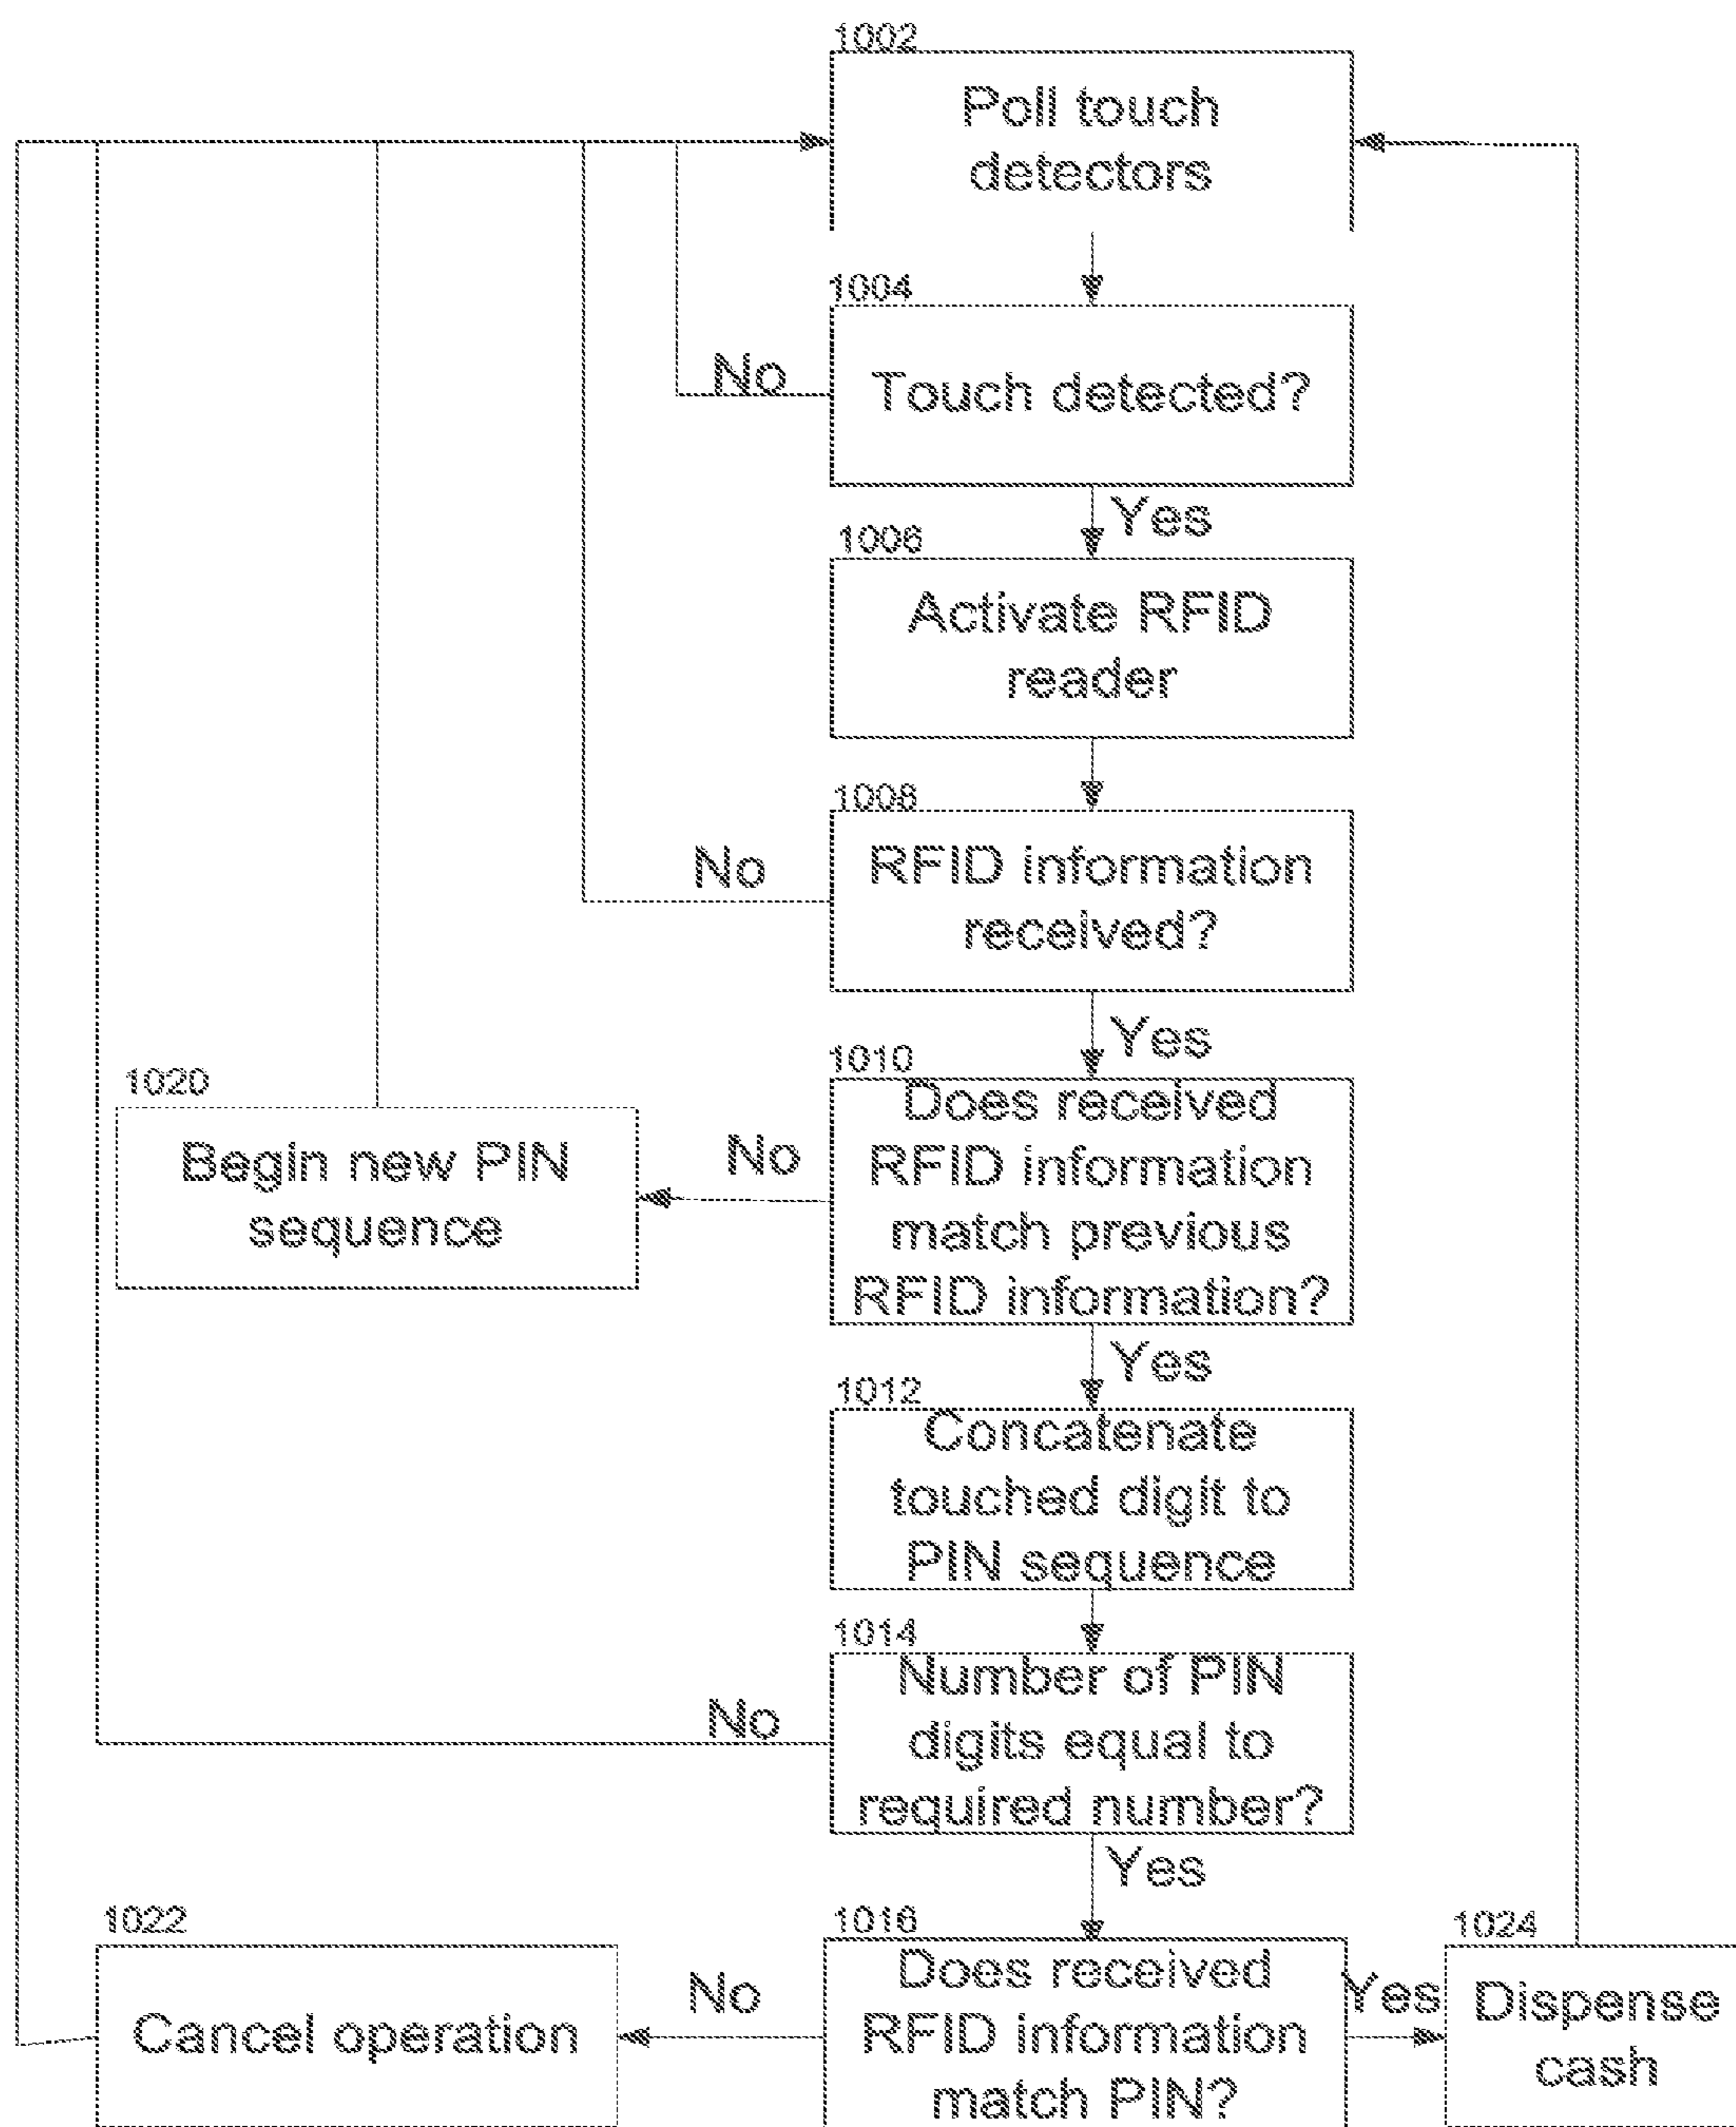 1002
Poll touch
detectors
1004
No
Touch detected?
Yes
1006
Activate RFID
reader
1008
No
RFID information
received?
Yes
1010
1020
Begin new PIN
sequence
No
Does received
RFID information
match previous
RFID information?
Yes
1012
Concatenate
touched digit to
PIN sequence
1014
No
Number of PIN
digits equal to
required number?
Yes
1022
1016
1024
Cancel operation
No
Does received
RFID information
match PIN?
Yes
Dispense
cash